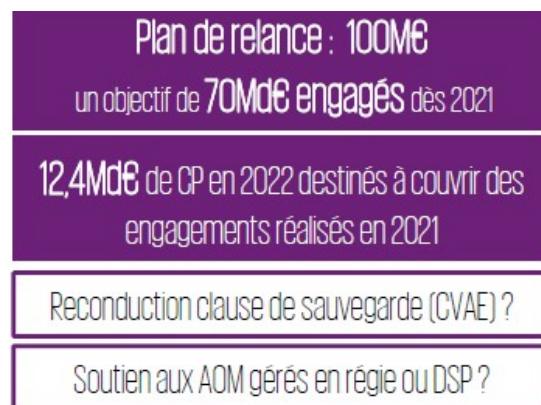 Plan de relance : 100M€
un objectif de 70Md€ engagés dès 2021
12,4Md€ de CP en 2022 destinés à couvrir des
engagements réalisés en 2021
Reconduction clause de sauvegarde (CVAE) ?
Soutien aux AOM gérés en régie ou DSP ?